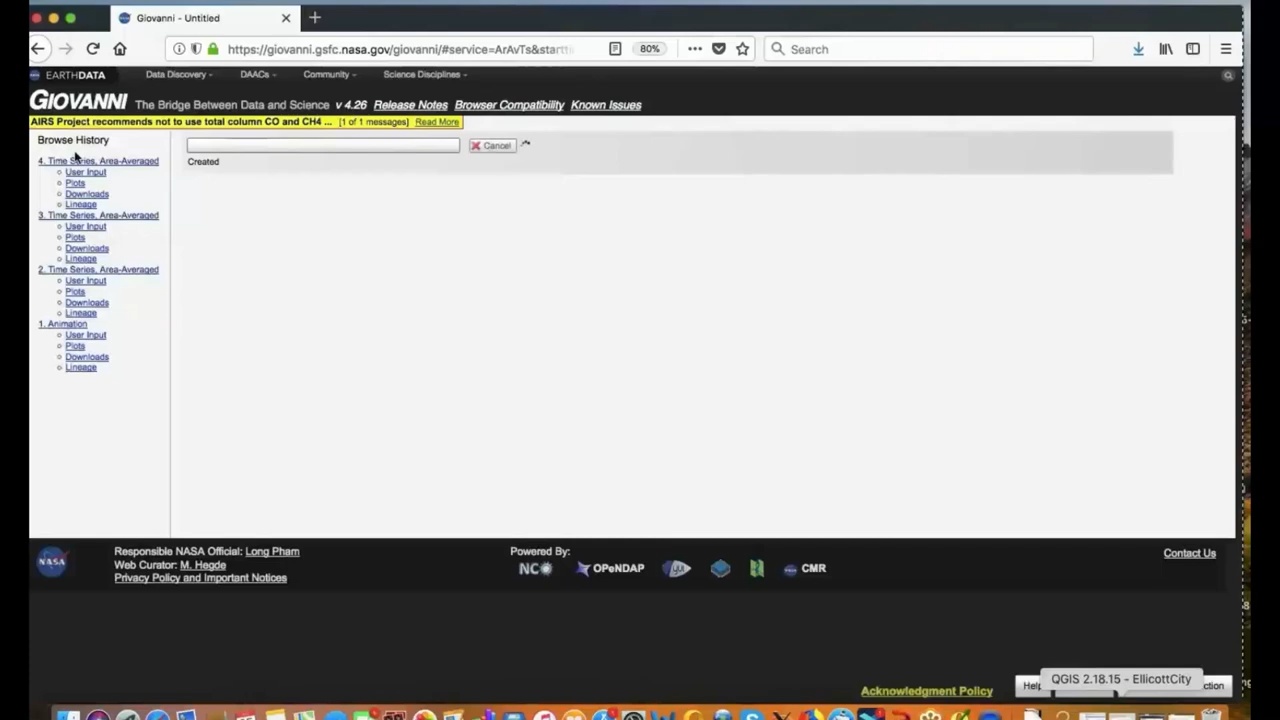 Giovanni - Untitled
https://giovanni.gsfc.nasa.gov/giovanni/#service=ArAvTs&startt
80%
Search
EARTHDATA Data Discovery DAACs Community Science Disciplines
GIOVANNI The Bridge Between Data and Science v 4.26 Release Notes Browser Compatibility Known Issues
AIRS Project recommends not to use total column CO and CH4 ... [1 of 1 messages] Read More
Browse History
4. Time Series, Area-Averaged
User Input
Plots
Downloads
Lineage
3. Time Series, Area-Averaged
User Input
Plots
Downloads
Lineage
2. Time Series, Area-Averaged
User Input
Plots
Downloads
Lineage
1. Animation
User Input
Plots
Downloads
Lineage
Cancel
Created
NASA
Responsible NASA Official: Long Pham
Web Curator: M. Hegde
Privacy Policy and Important Notices
Powered By:
NCO OPeNDAP CMR
Contact Us
Acknowledgment Policy
Help
QGIS 2.18.15 - EllicottCity
ction